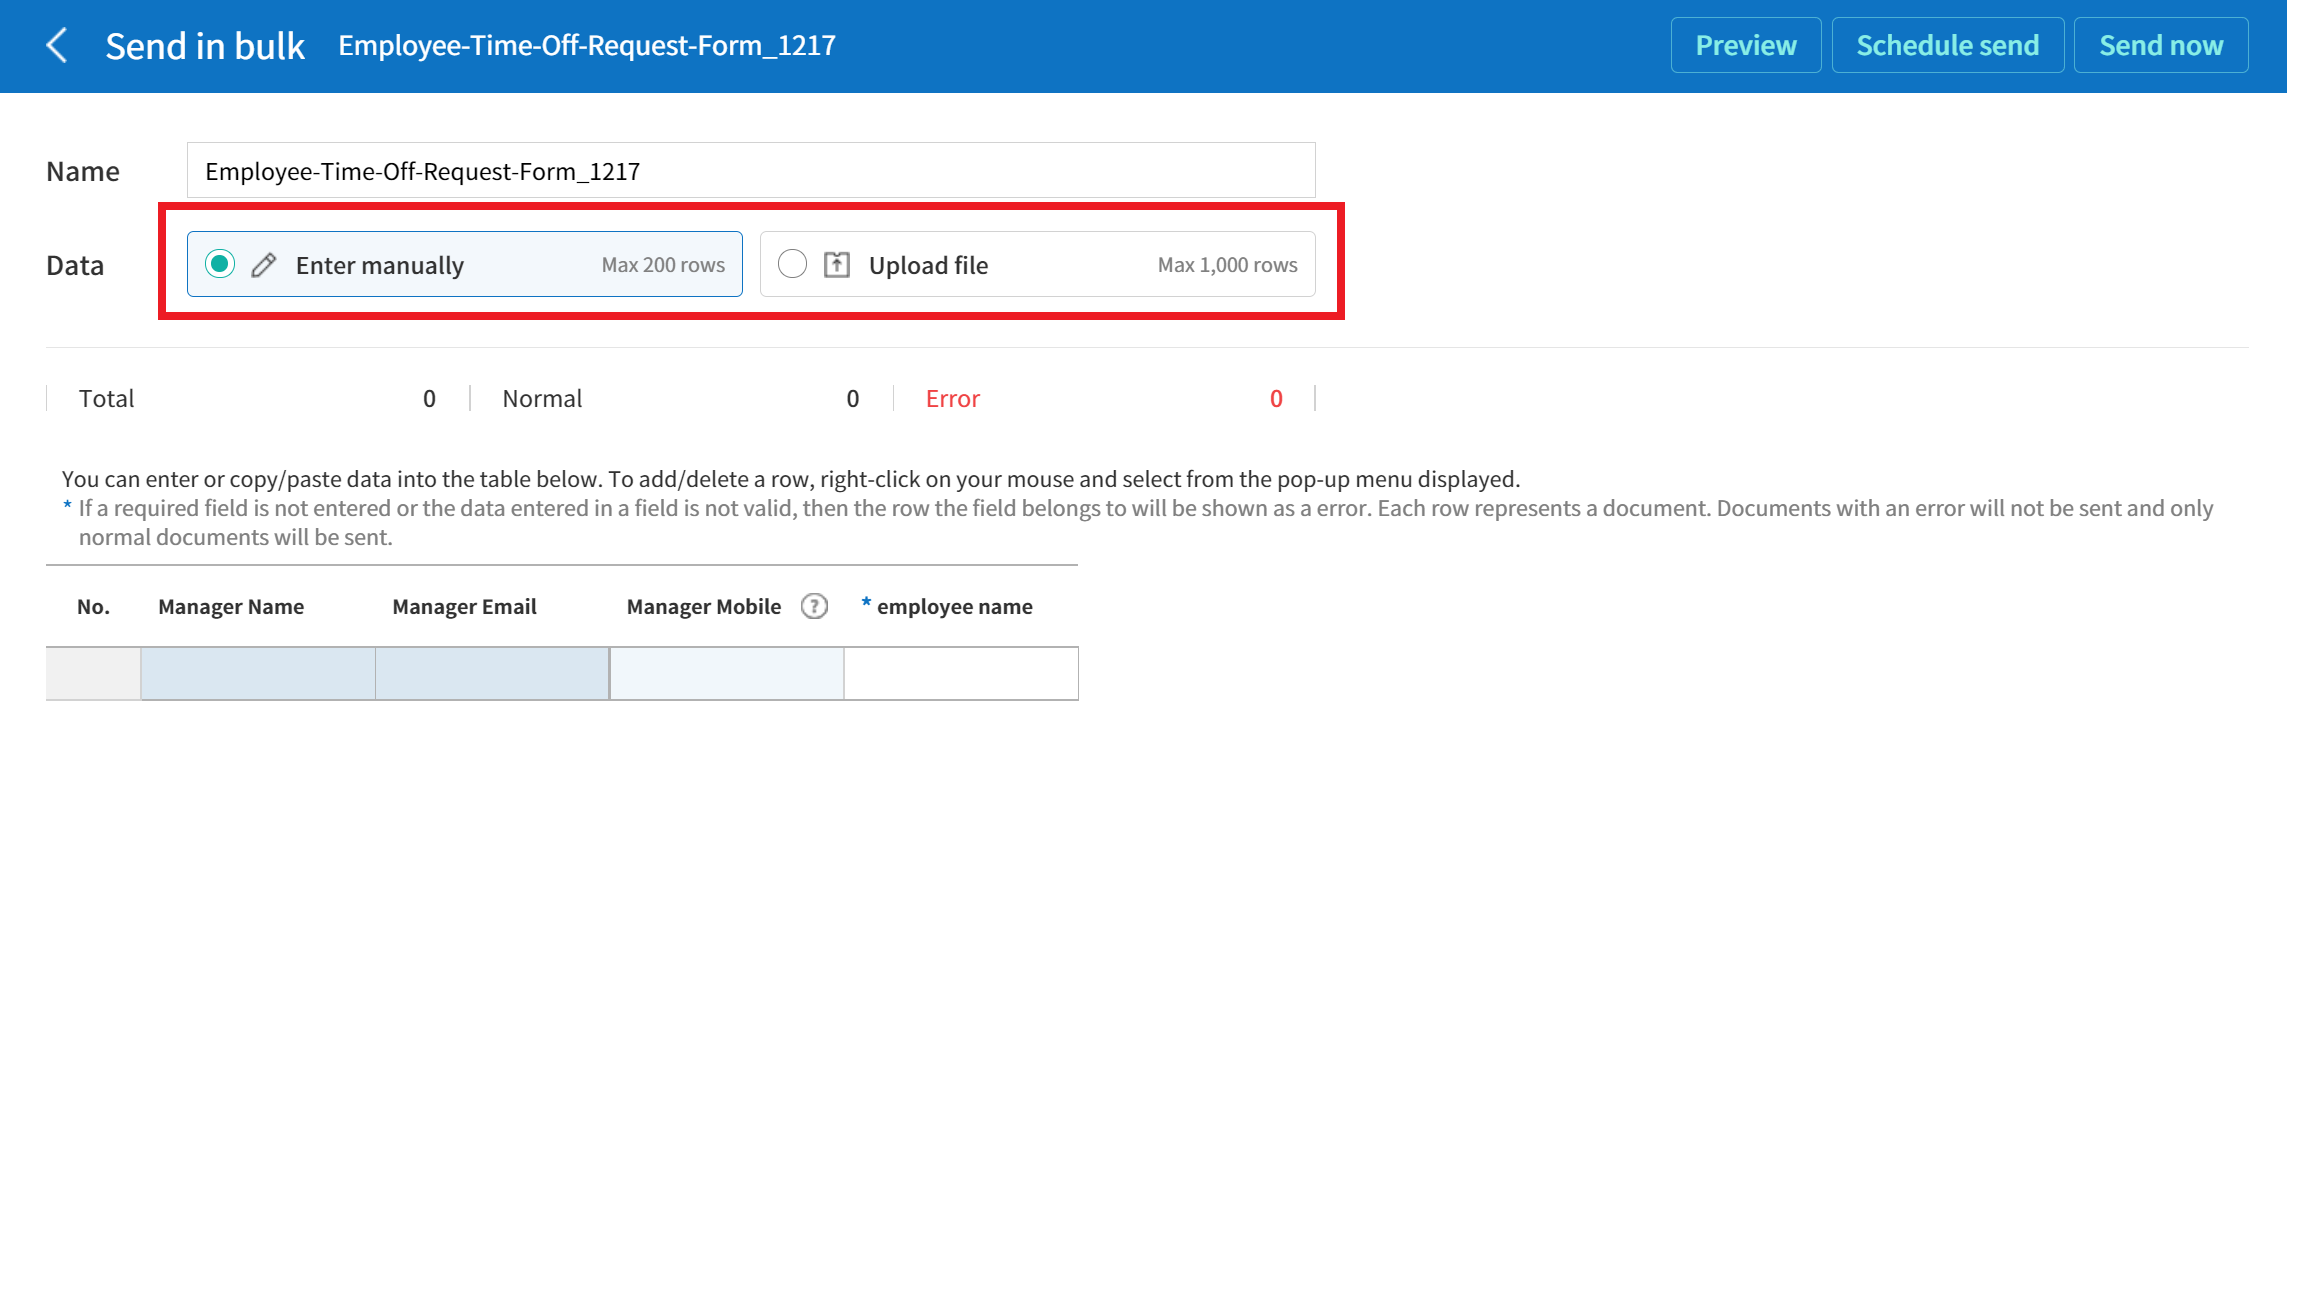 Send in bulk Employee-Time-Off-Request-Form_1217 Preview Schedule send Send now
Name Employee-Time-Off-Request-Form_1217
Data Enter manually Max 200 rows Upload file Max 1,000 rows
Total 0 Normal 0 Error 0
You can enter or copy/paste data into the table below. To add/delete a row, right-click on your mouse and select from the pop-up menu displayed.
* If a required field is not entered or the data entered in a field is not valid, then the row the field belongs to will be shown as a error. Each row represents a document. Documents with an error will not be sent and only
normal documents will be sent.
No. Manager Name Manager Email Manager Mobile ? * employee name